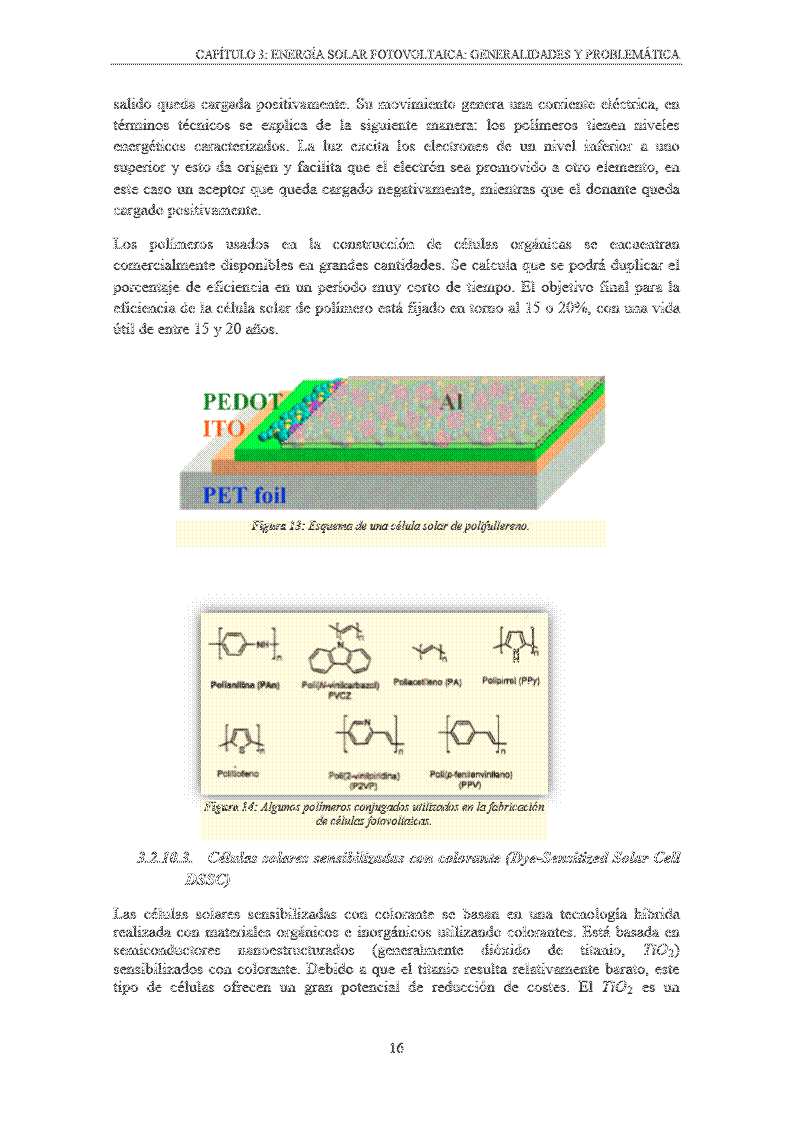 CAPÍTULO 3: ENERGÍA SOLAR FOTOVOLTAICA: GENERALIDADES Y PROBLEMÁTICA
salido queda cargada positivamente. Su movimiento genera una corriente eléctrica, en
términos técnicos se explica de la siguiente manera: los polímeros tienen niveles
energéticos caracterizados. La luz excita los electrones de un nivel inferior a uno
superior y esto da origen y facilita que el electrón sea promovido a otro elemento, en
este caso un aceptor que queda cargado negativamente, mientras que el donante queda
cargado positivamente.
Los polímeros usados en la construcción de células orgánicas se encuentran
comercialmente disponibles en grandes cantidades. Se calcula que se podrá duplicar el
porcentaje de eficiencia en un período muy corto de tiempo. El objetivo final para la
eficiencia de la célula solar de polímero está fijado en torno al 15 o 20%, con una vida
útil de entre 15 y 20 años.
PEDOT
Al
ITO
PET foil
Figura 13: Esquema de una célula solar de polifullereno.
NH
n
N
n
n
N
H
n
Polianilina (PAn)
Poli(N-vinilcarbazol)
PVCZ
Poliacetileno (PA)
Polipirrol (PPy)
S
n
N
n
n
Politiofeno
Poli(2-vinilpiridina)
(P2VP)
Poli(p-fenilenvinileno)
(PPV)
Figura 14: Algunos polímeros conjugados utilizados en la fabricación
de células fotovoltaicas.
3.2.10.3. Células solares sensibilizadas con colorante (Dye-Sensitized Solar Cell
DSSC)
Las células solares sensibilizadas con colorante se basan en una tecnología híbrida
realizada con materiales orgánicos e inorgánicos utilizando colorantes. Está basada en
semiconductores nanoestructurados (generalmente dióxido de titanio, TiO2)
sensibilizados con colorante. Debido a que el titanio resulta relativamente barato, este
tipo de células ofrecen un gran potencial de reducción de costes. El TiO2 es un
16